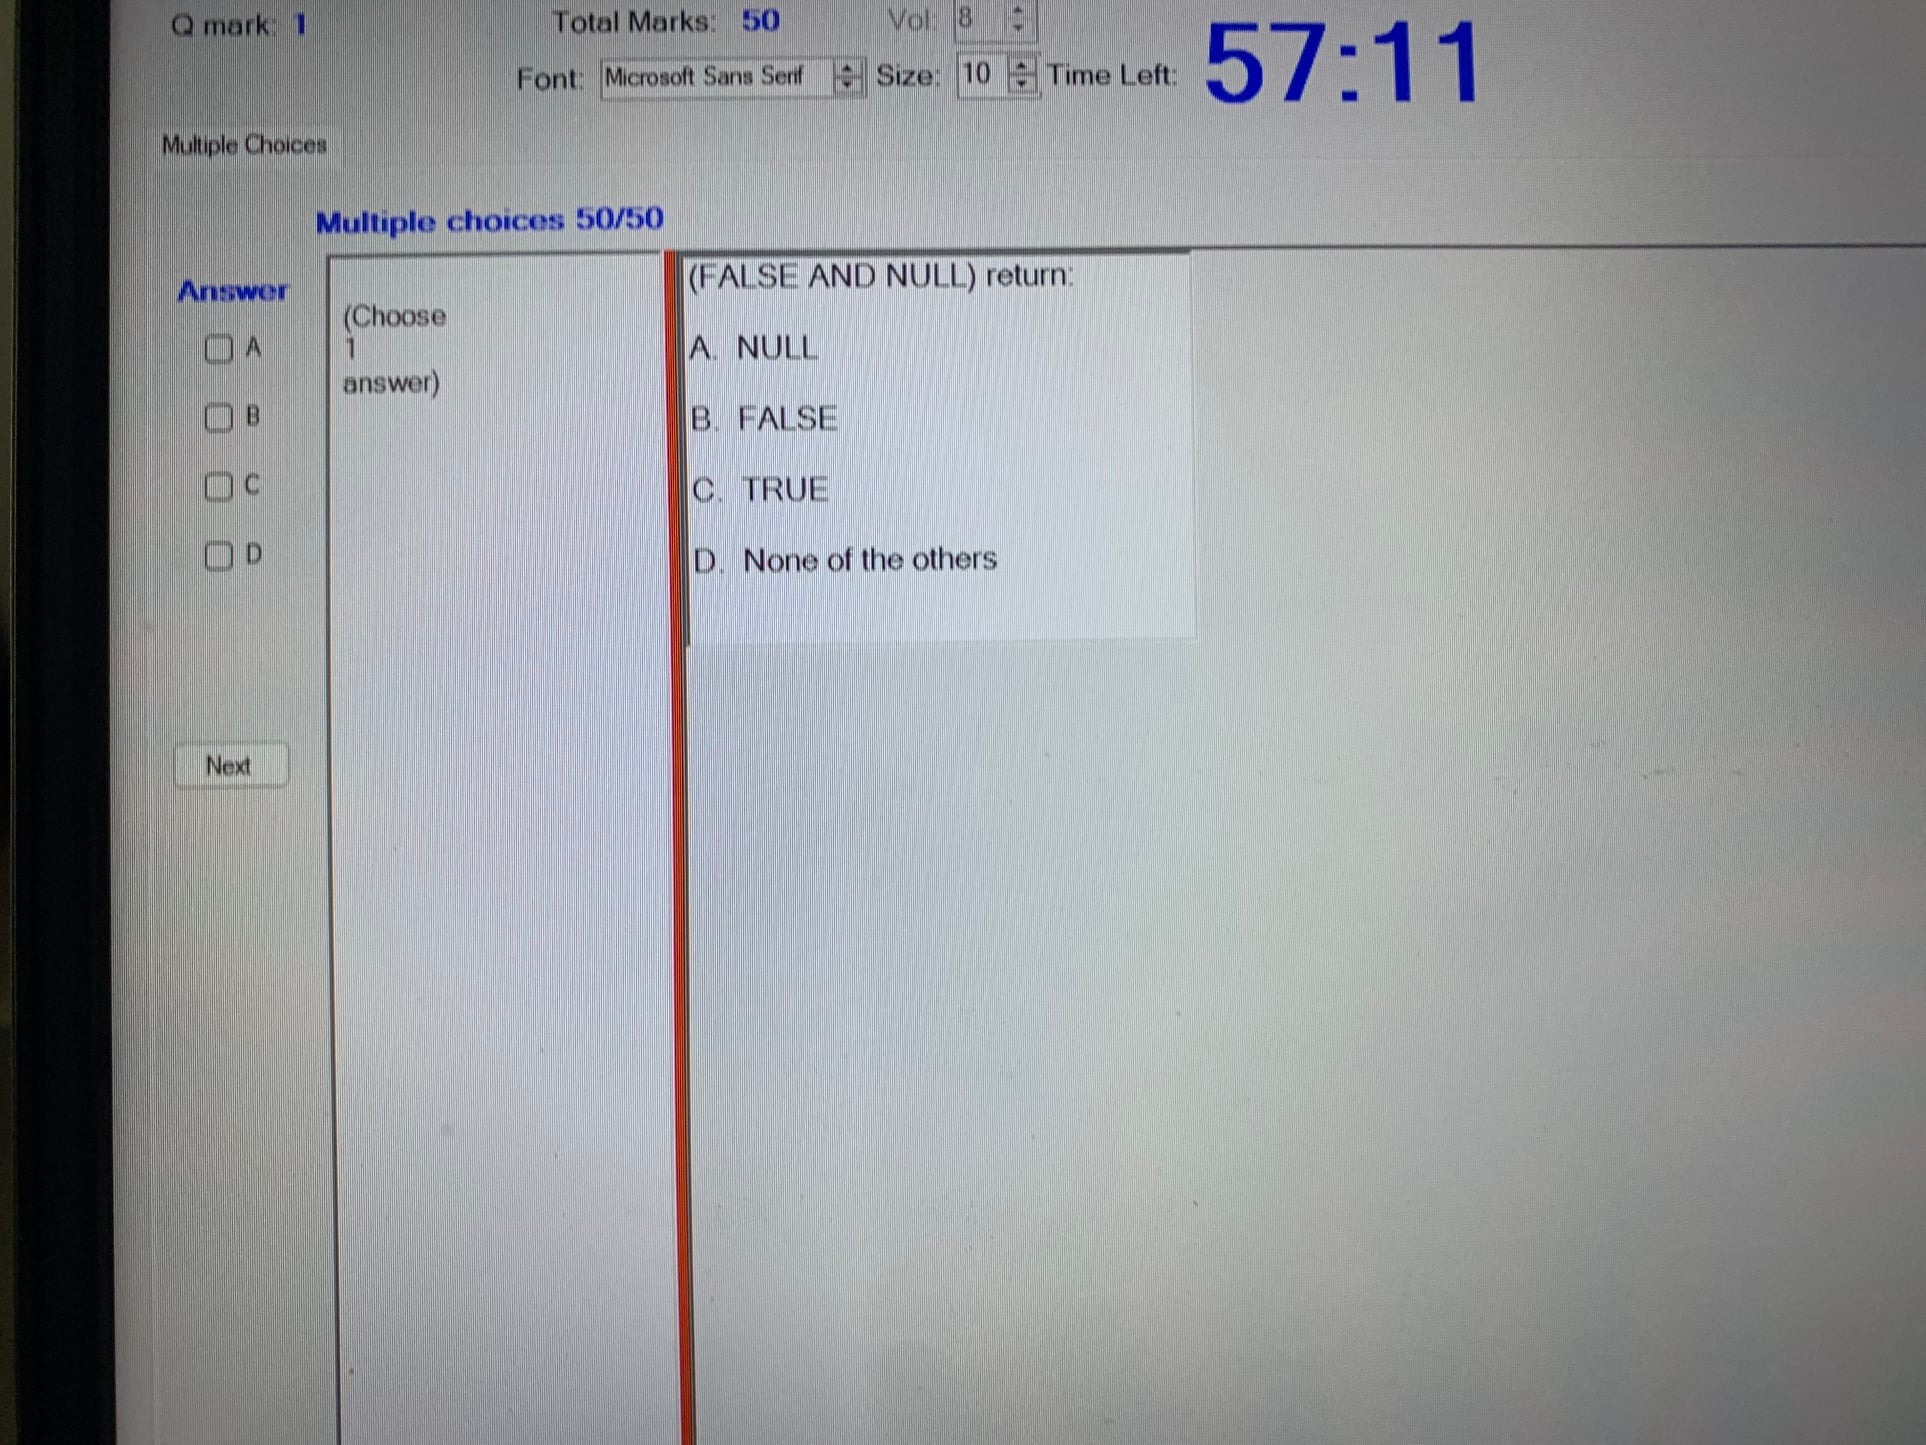 Q mark: 1 Total Marks: 50 Vol: 8
Font: Microsoft Sans Serif Size: 10 Time Left: 57:11
Multiple Choices
Multiple choices 50/50
Answer
A
B
C
D
Next
(Choose
1
answer)
(FALSE AND NULL) return:
A. NULL
B. FALSE
C. TRUE
D. None of the others